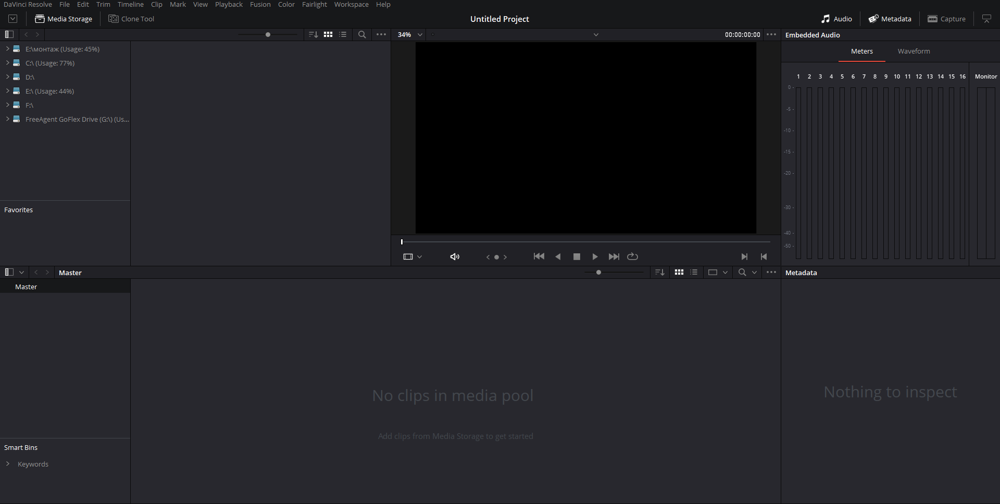 DaVinci Resolve File Edit Trim Timeline Clip Mark View Playback Fusion Color Fairlight Workspace Help
Media Storage Clone Tool Untitled Project Audio Metadata Capture
34% 00:00:00:00 Embedded Audio
E:\монтаж (Usage: 45%)
C:\ (Usage: 77%)
D:\
E:\ (Usage: 44%)
F:\
FreeAgent GoFlex Drive (G:\) (Us...
Favorites
Meters Waveform
1 2 3 4 5 6 7 8 9 10 11 12 13 14 15 16 Monitor
0 -
-5 -
-10 -
-15 -
-20 -
-30 -
-40 -
-50 -
Master Metadata
Master
No clips in media pool
Add clips from Media Storage to get started
Nothing to inspect
Smart Bins
Keywords